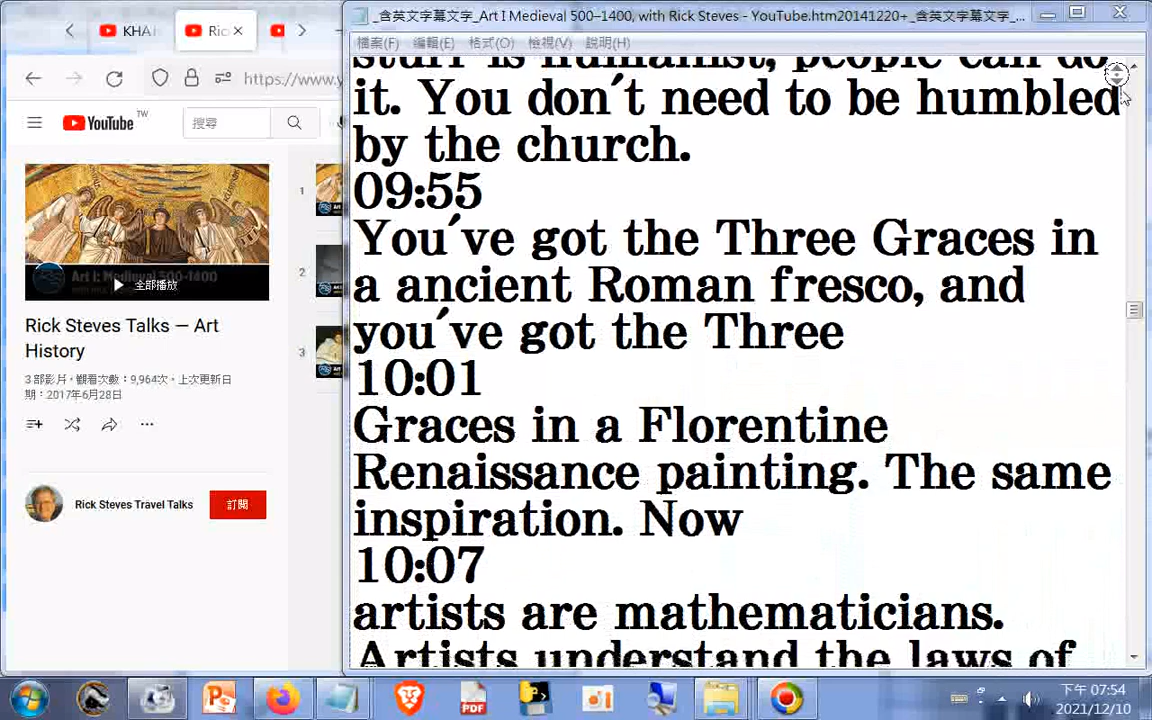 KHA
Ric
https://www.y
YouTube
TW
搜尋
Art I: Medieval 500-1400
全部播放
1
2
3
Rick Steves Talks — Art
History
3 部影片・觀看次數：9,964次・上次更新日
期：2017年6月28日
Rick Steves Travel Talks
訂閱
_含英文字幕文字_Art I Medieval 500–1400, with Rick Steves - YouTube.htm20141220+_含英文字幕文字_...
檔案(F) 編輯(E) 格式(O) 檢視(V) 說明(H)
stuff is humanist, people can do
it. You don´t need to be humbled
by the church.
09:55
You´ve got the Three Graces in
a ancient Roman fresco, and
you´ve got the Three
10:01
Graces in a Florentine
Renaissance painting. The same
inspiration. Now
10:07
artists are mathematicians.
Artists understand the laws of
PDF
下午 07:54
2021/12/10